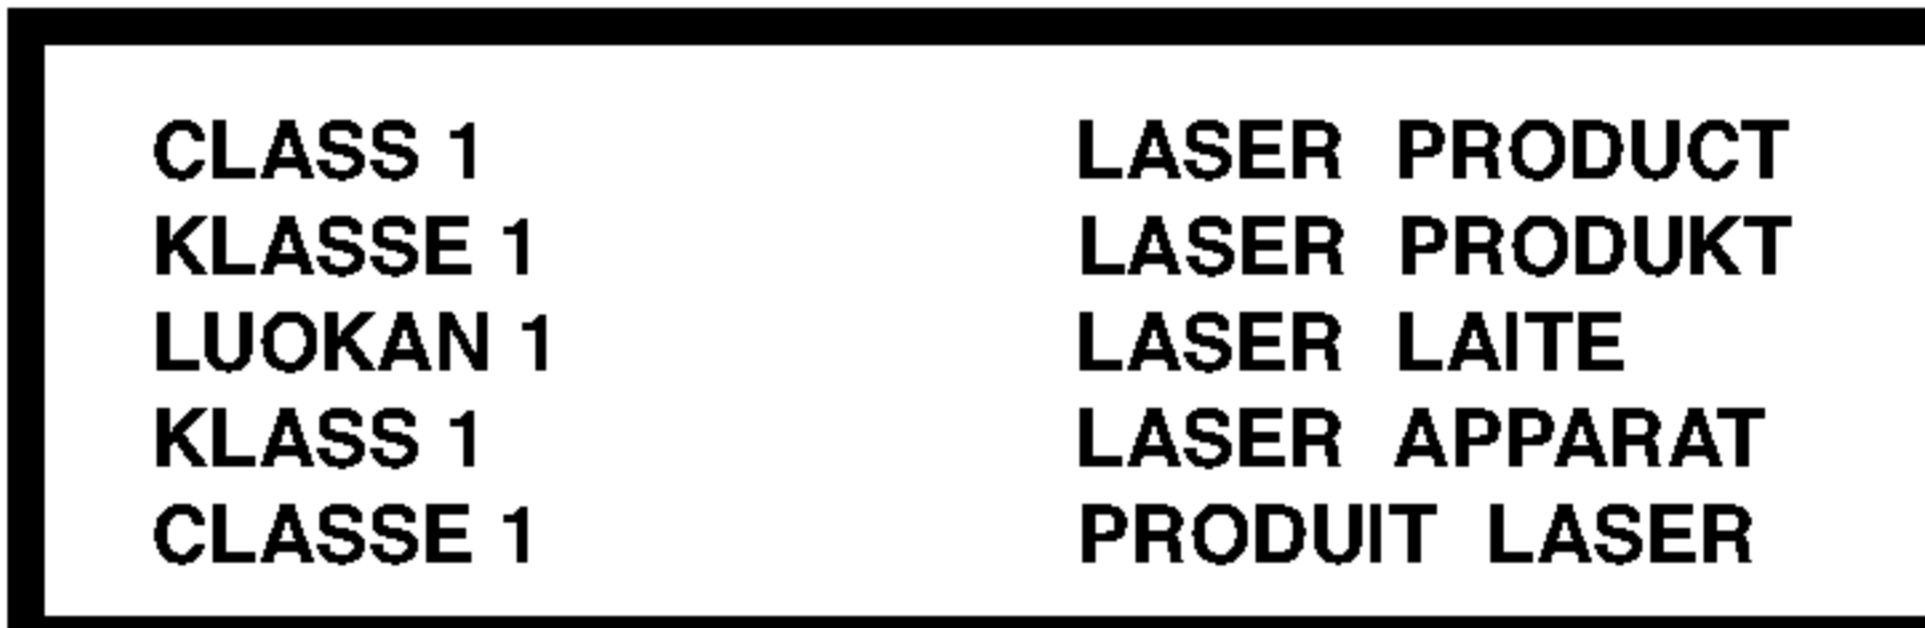 CLASS 1 LASER PRODUCT
KLASSE 1 LASER PRODUKT
LUOKAN 1 LASER LAITE
KLASS 1 LASER APPARAT
CLASSE 1 PRODUIT LASER